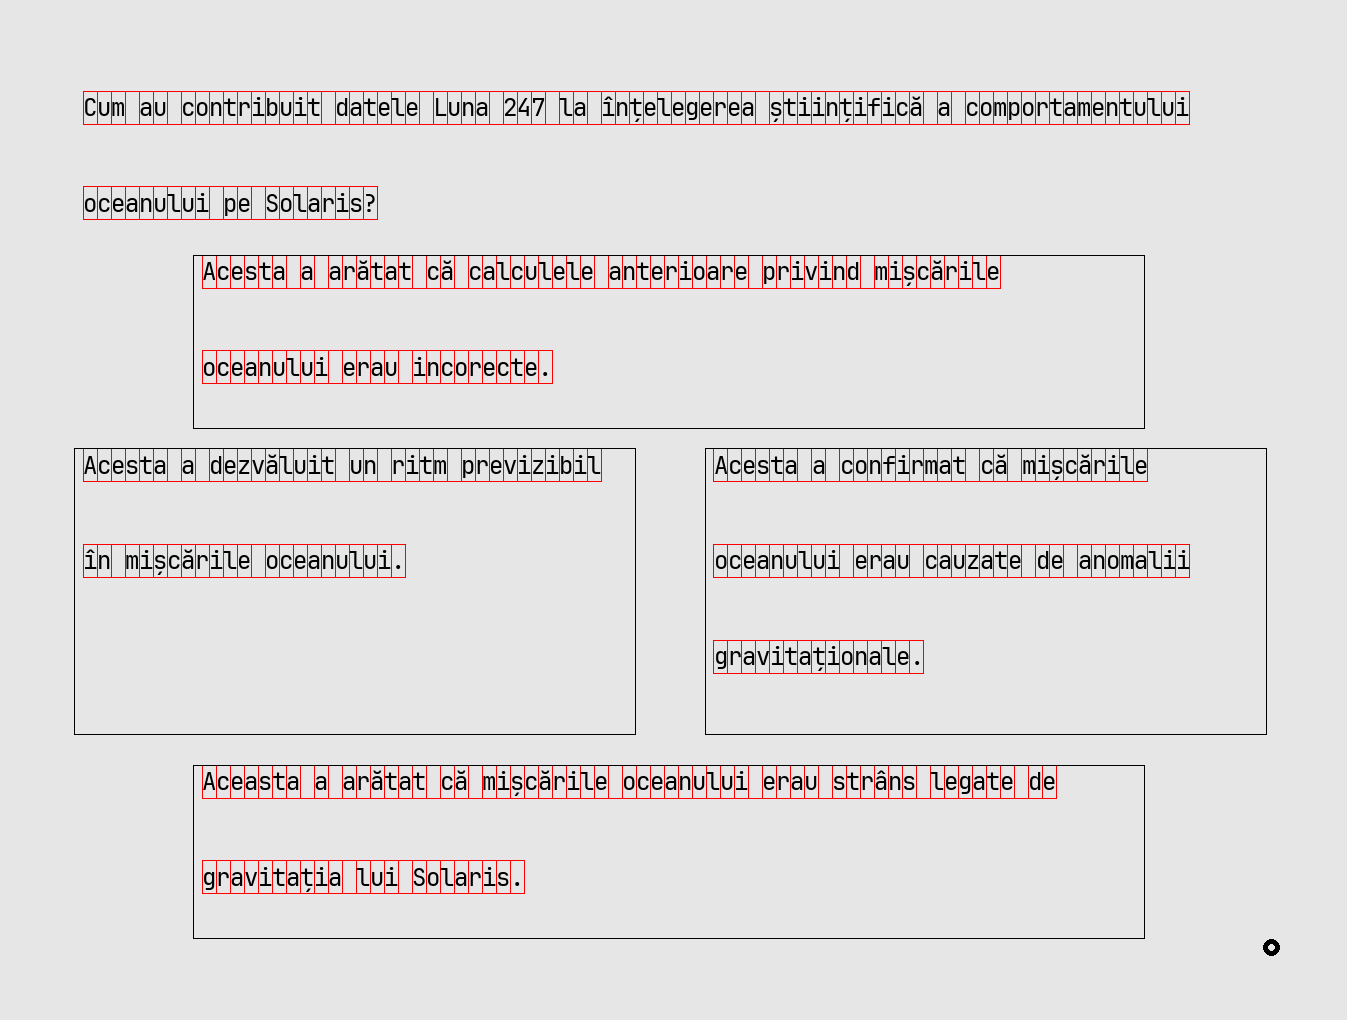 Cum au contribuit datele Luna 247 la înțelegerea științifică a comportamentului
oceanului pe Solaris?
Acesta a arătat că calculele anterioare privind mișcările
oceanului erau incorecte.
Acesta a dezvăluit un ritm previzibil
în mișcările oceanului.
Acesta a confirmat că mișcările
oceanului erau cauzate de anomalii
gravitaționale.
Aceasta a arătat că mișcările oceanului erau strâns legate de
gravitația lui Solaris.